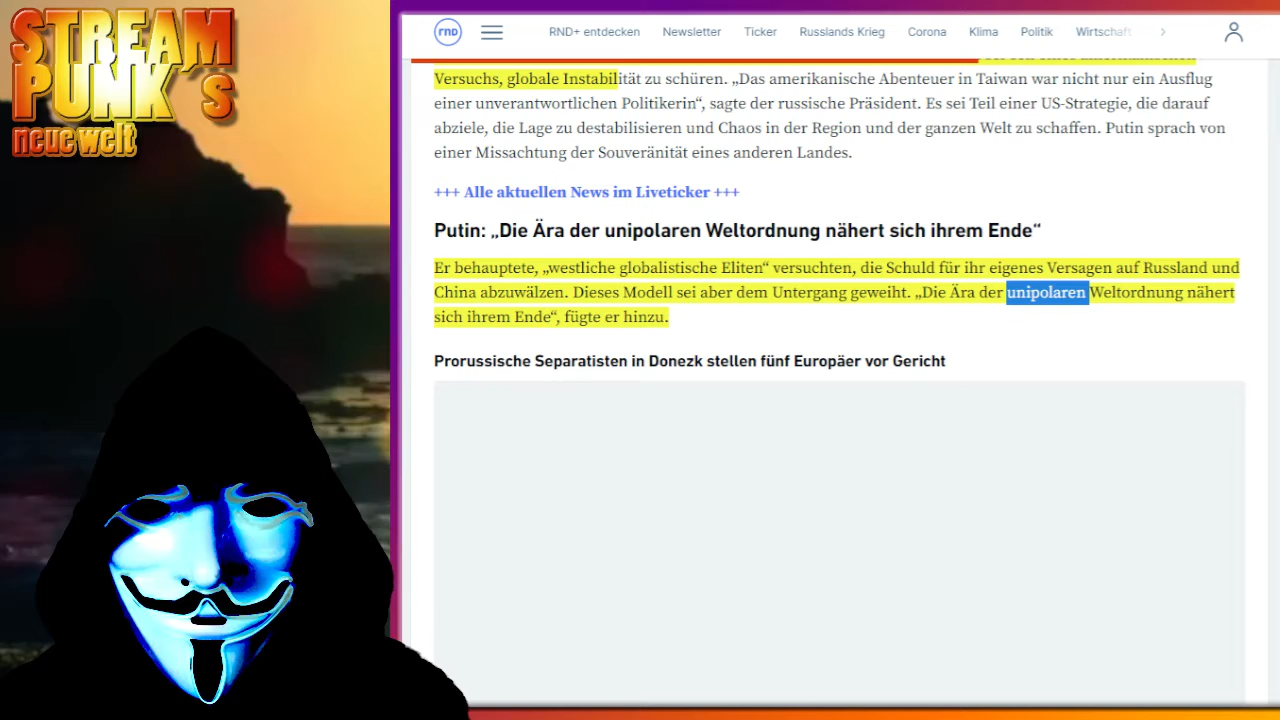 STREAM
PUNK´s
neue welt
rnd
RND+ entdecken Newsletter Ticker Russlands Krieg Corona Klima Politik Wirtschaft
Versuchs, globale Instabilität zu schüren. „Das amerikanische Abenteuer in Taiwan war nicht nur ein Ausflug
einer unverantwortlichen Politikerin“, sagte der russische Präsident. Es sei Teil einer US-Strategie, die darauf
abziele, die Lage zu destabilisieren und Chaos in der Region und der ganzen Welt zu schaffen. Putin sprach von
einer Missachtung der Souveränität eines anderen Landes.
+++ Alle aktuellen News im Liveticker +++
Putin: „Die Ära der unipolaren Weltordnung nähert sich ihrem Ende“
Er behauptete, „westliche globalistische Eliten“ versuchten, die Schuld für ihr eigenes Versagen auf Russland und
China abzuwälzen. Dieses Modell sei aber dem Untergang geweiht. „Die Ära der unipolaren Weltordnung nähert
sich ihrem Ende“, fügte er hinzu.
Prorussische Separatisten in Donezk stellen fünf Europäer vor Gericht